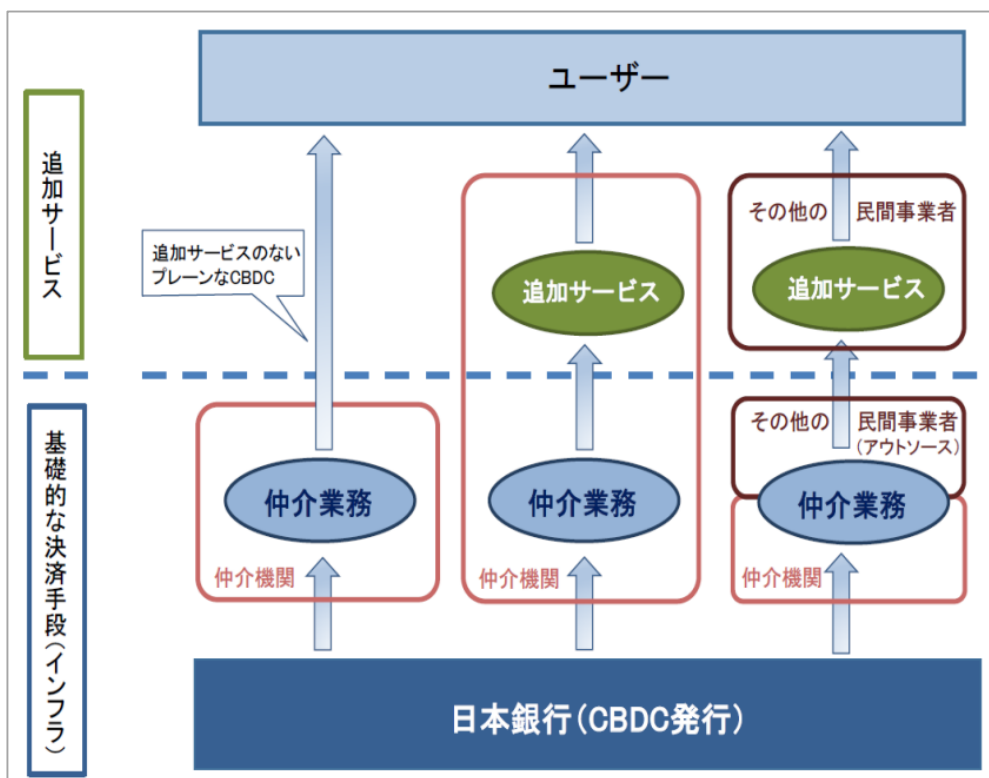 ユーザー
追加サービス
追加サービスのない
プレーンなCBDC
その他の 民間事業者
追加サービス
追加サービス
基礎的な決済手段(インフラ)
その他の 民間事業者
(アウトソース)
仲介業務
仲介業務
仲介業務
仲介機関
仲介機関
仲介機関
日本銀行(CBDC発行)